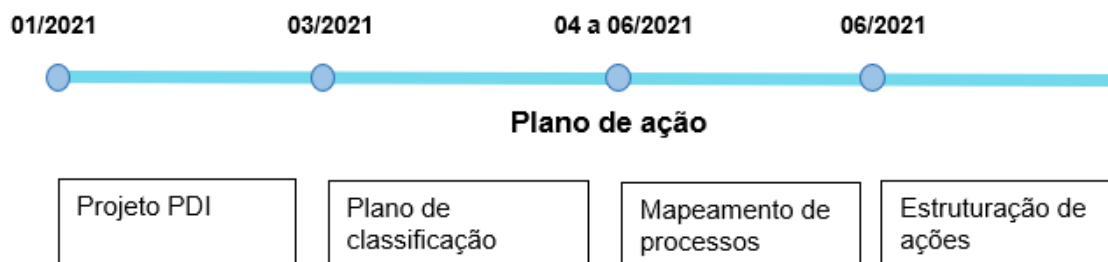 01/2021
03/2021
04 a 06/2021
06/2021
Plano de ação
Projeto PDI
Plano de
classificação
Mapeamento de
processos
Estruturação de
ações